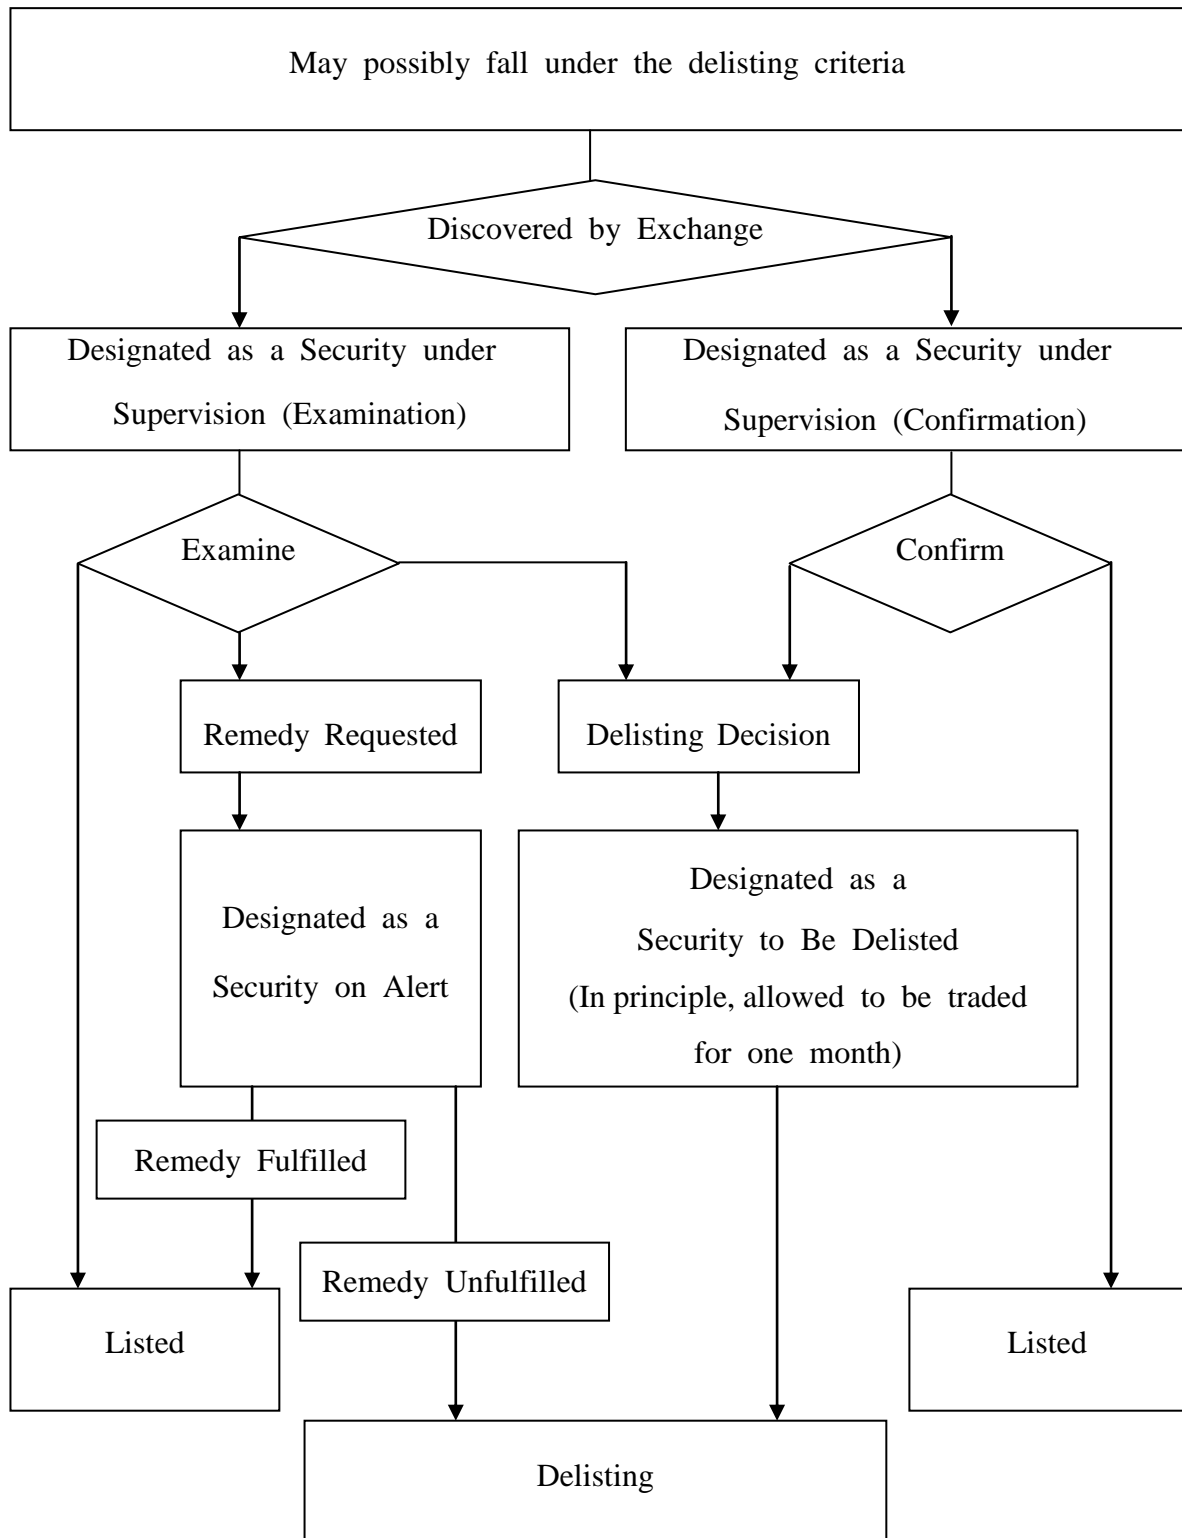 May possibly fall under the delisting criteria
Discovered by Exchange
Designated as a Security under
Supervision (Examination)
Designated as a Security under
Supervision (Confirmation)
Examine
Confirm
Remedy Requested
Delisting Decision
Designated as a
Security on Alert
Designated as a
Security to Be Delisted
(In principle, allowed to be traded
for one month)
Remedy Fulfilled
Remedy Unfulfilled
Listed
Listed
Delisting